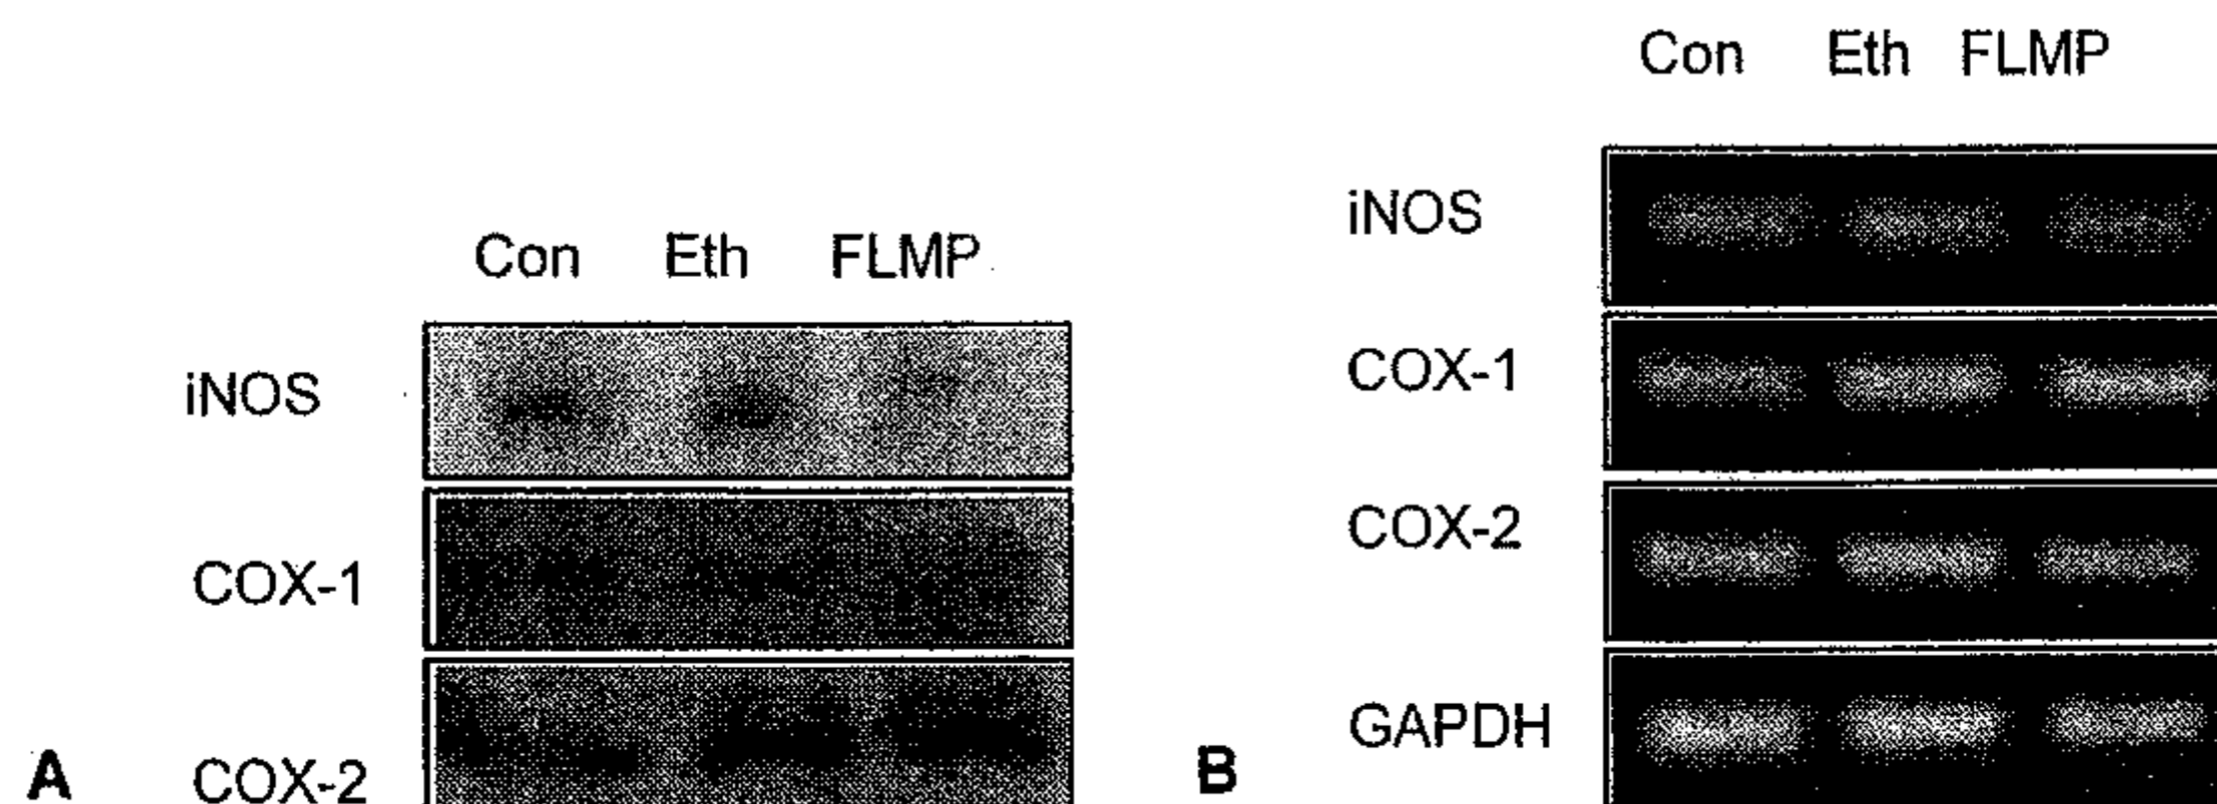 Con Eth FLMP
iNOS
COX-1
COX-2
A
Con Eth FLMP
iNOS
COX-1
COX-2
GAPDH
B